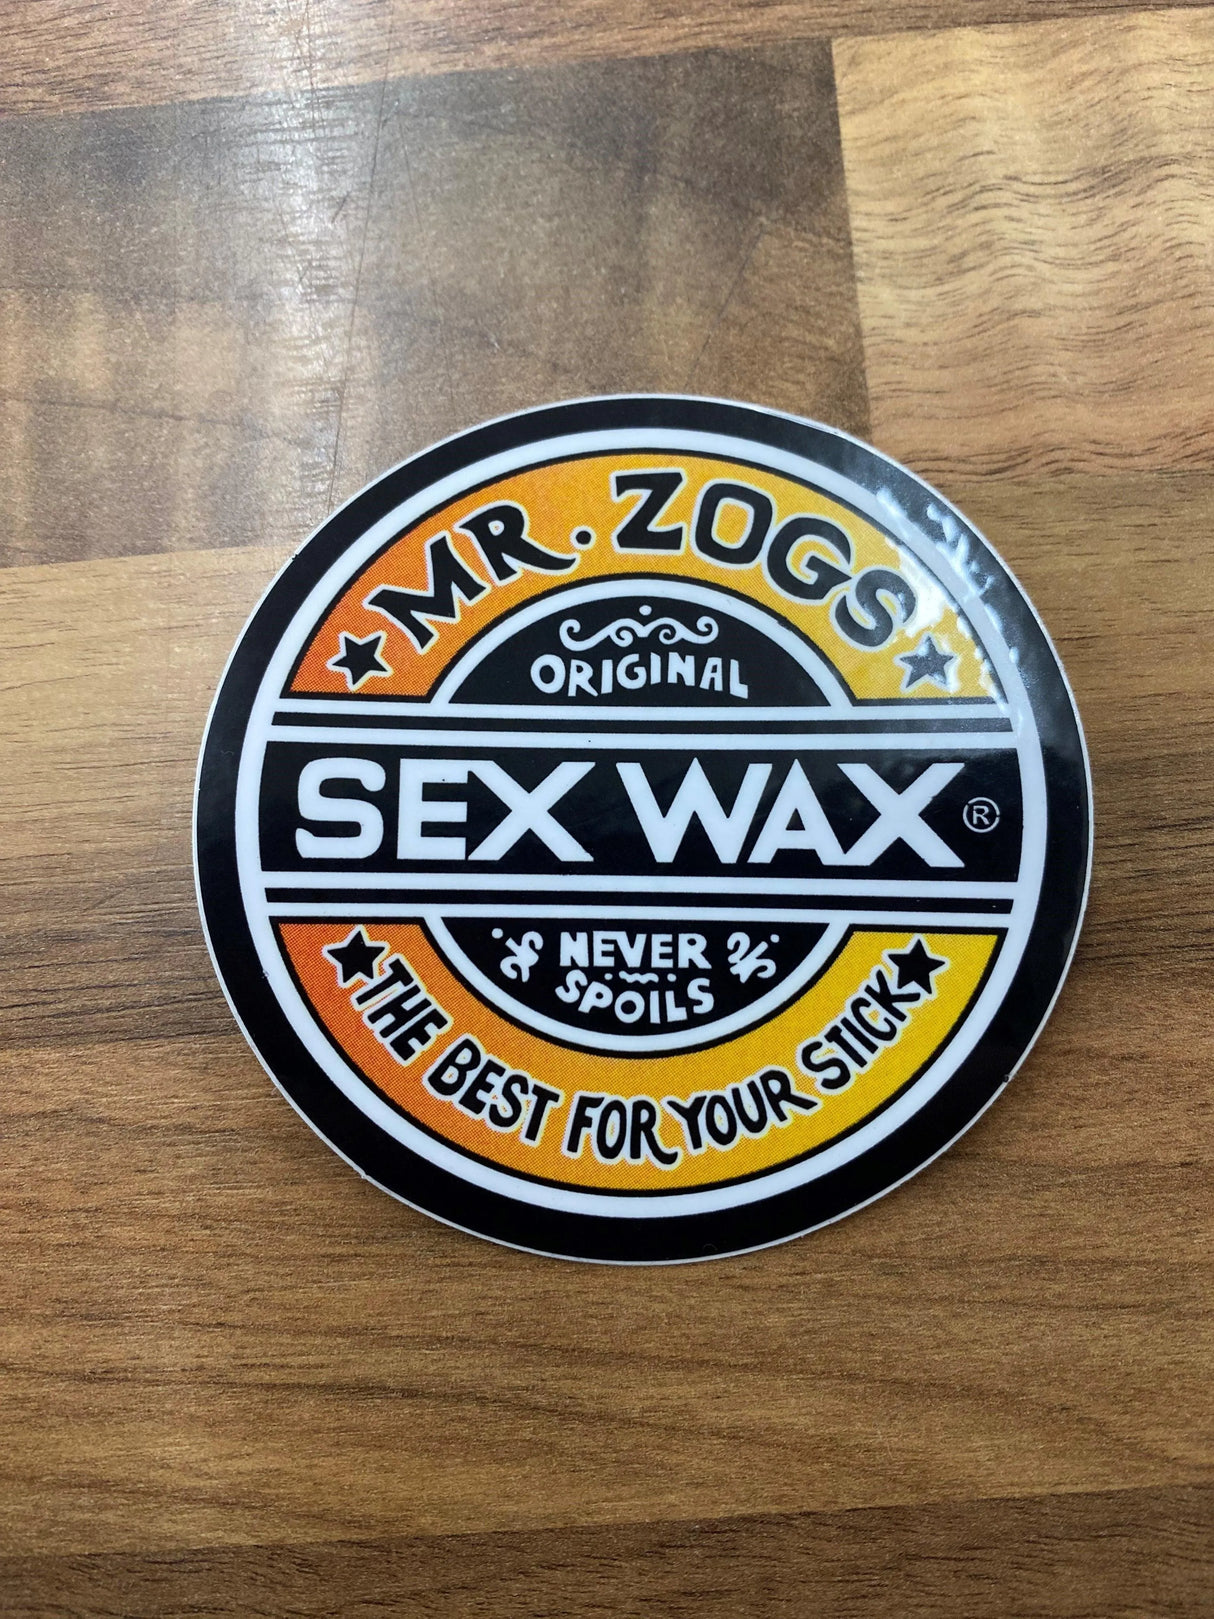 MR. ZOGS
ORIGINAL
SEX WAX ®
NEVER
SPOILS
THE BEST FOR YOUR STICK